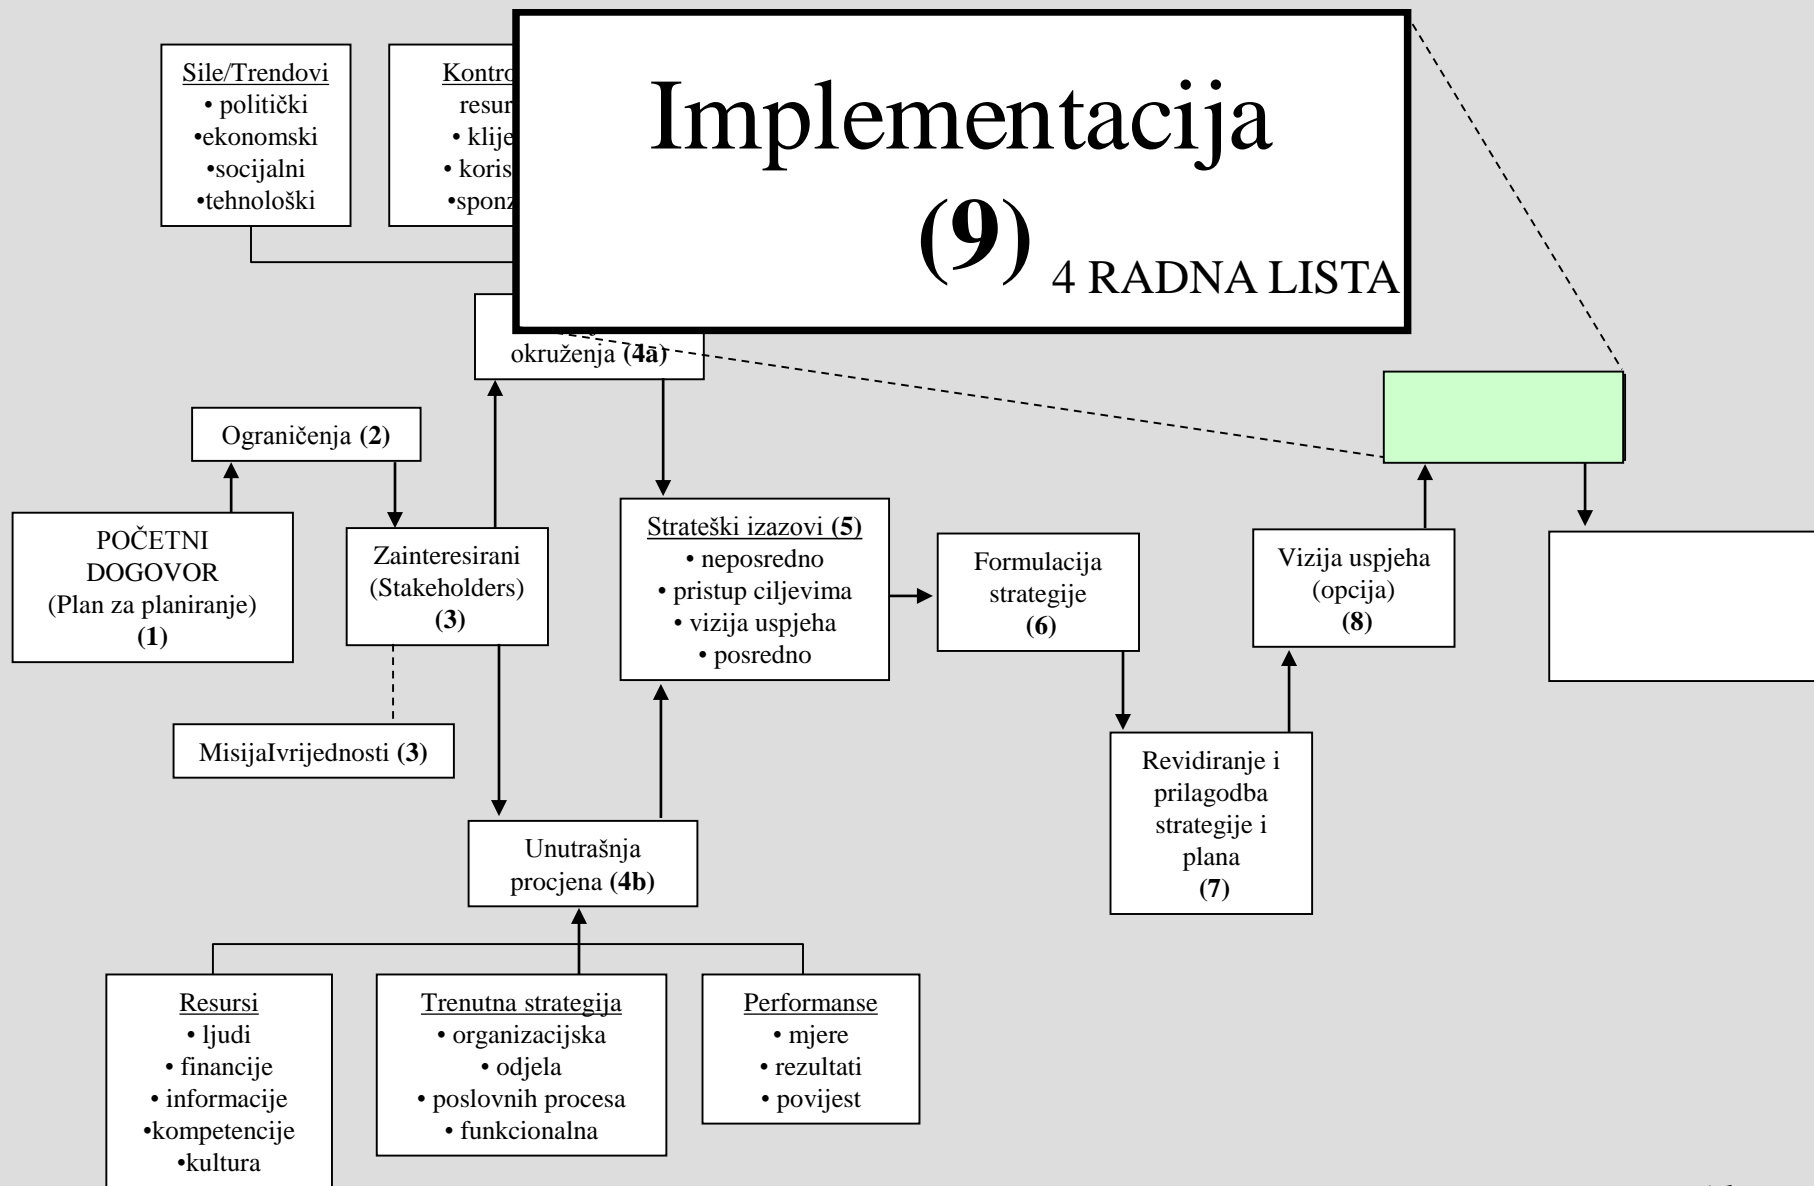 Sile/Trendovi
• politički
•ekonomski
•socijalni
•tehnološki
Implementacija
(9)
4 RADNA LISTA
okruženja (4a)
Ograničenja (2)
POČETNI
DOGOVOR
(Plan za planiranje)
(1)
Zainteresirani
(Stakeholders)
(3)
MisijaIvrijednosti (3)
Strateški izazovi (5)
• neposredno
• pristup ciljevima
• vizija uspjeha
• posredno
Formulacija
strategije
(6)
Vizija uspjeha
(opcija)
(8)
Revidiranje i
prilagodba
strategije i
plana
(7)
Unutrašnja
procjena (4b)
Resursi
• ljudi
• financije
• informacije
•kompetencije
•kultura
Trenutna strategija
• organizacijska
• odjela
• poslovnih procesa
• funkcionalna
Performanse
• mjere
• rezultati
• povijest